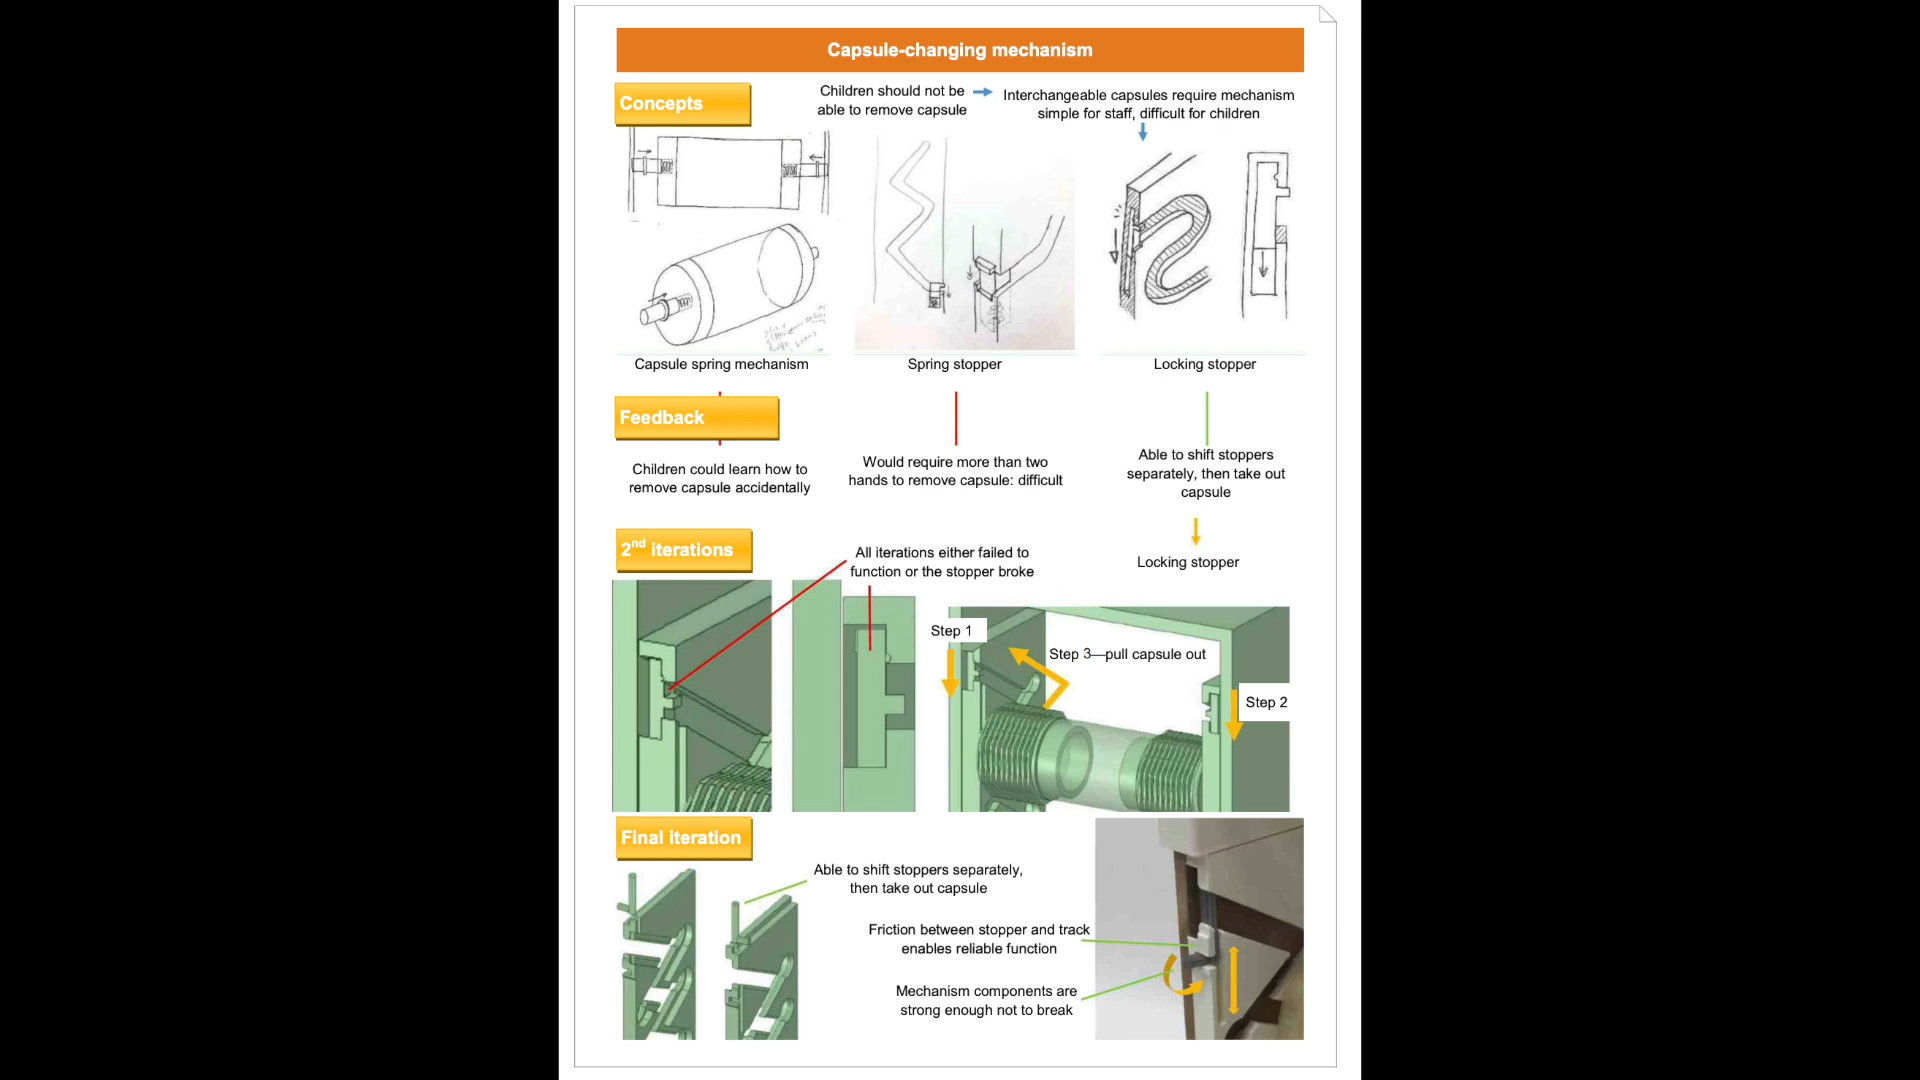 Capsule-changing mechanism
Concepts
Children should not be
able to remove capsule
Interchangeable capsules require mechanism
simple for staff, difficult for children
Capsule spring mechanism
Spring stopper
Locking stopper
Feedback
Children could learn how to
remove capsule accidentally
Would require more than two
hands to remove capsule: difficult
Able to shift stoppers
separately, then take out
capsule
Locking stopper
2nd iterations
All iterations either failed to
function or the stopper broke
Step 1
Step 3—pull capsule out
Step 2
Final iteration
Able to shift stoppers separately,
then take out capsule
Friction between stopper and track
enables reliable function
Mechanism components are
strong enough not to break